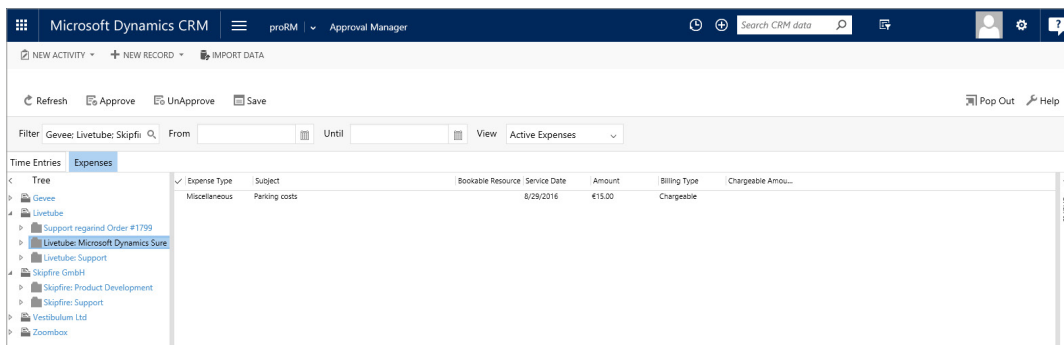 Microsoft Dynamics CRM proRM Approval Manager Search CRM data ?
NEW ACTIVITY NEW RECORD IMPORT DATA
Refresh Approve UnApprove Save Pop Out Help
Filter Gevee; Livetube; Skipfi From Until View Active Expenses
Time Entries Expenses
Tree Expense Type Subject Bookable Resource Service Date Amount Billing Type Chargeable Amou...
Gevee Miscellaneous Parking costs 8/29/2016 €15.00 Chargeable
Livetube
Support regarind Order #1799
Livetube: Microsoft Dynamics Sure
Livetube: Support
Skipfire GmbH
Skipfire: Product Development
Skipfire: Support
Vestibulum Ltd
Zoombox